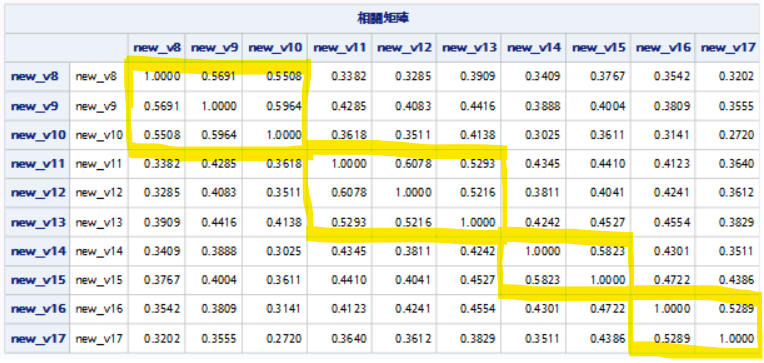 相關矩陣
new_v8 new_v9 new_v10 new_v11 new_v12 new_v13 new_v14 new_v15 new_v16 new_v17
new_v8 new_v8 1.0000 0.5691 0.5508 0.3382 0.3285 0.3909 0.3409 0.3767 0.3542 0.3202
new_v9 new_v9 0.5691 1.0000 0.5964 0.4285 0.4083 0.4416 0.3888 0.4004 0.3809 0.3555
new_v10 new_v10 0.5508 0.5964 1.0000 0.3618 0.3511 0.4138 0.3025 0.3611 0.3141 0.2720
new_v11 new_v11 0.3382 0.4285 0.3618 1.0000 0.6078 0.5293 0.4345 0.4410 0.4123 0.3640
new_v12 new_v12 0.3285 0.4083 0.3511 0.6078 1.0000 0.5216 0.3811 0.4041 0.4241 0.3612
new_v13 new_v13 0.3909 0.4416 0.4138 0.5293 0.5216 1.0000 0.4242 0.4527 0.4554 0.3829
new_v14 new_v14 0.3409 0.3888 0.3025 0.4345 0.3811 0.4242 1.0000 0.5823 0.4301 0.3511
new_v15 new_v15 0.3767 0.4004 0.3611 0.4410 0.4041 0.4527 0.5823 1.0000 0.4722 0.4386
new_v16 new_v16 0.3542 0.3809 0.3141 0.4123 0.4241 0.4554 0.4301 0.4722 1.0000 0.5289
new_v17 new_v17 0.3202 0.3555 0.2720 0.3640 0.3612 0.3829 0.3511 0.4386 0.5289 1.0000